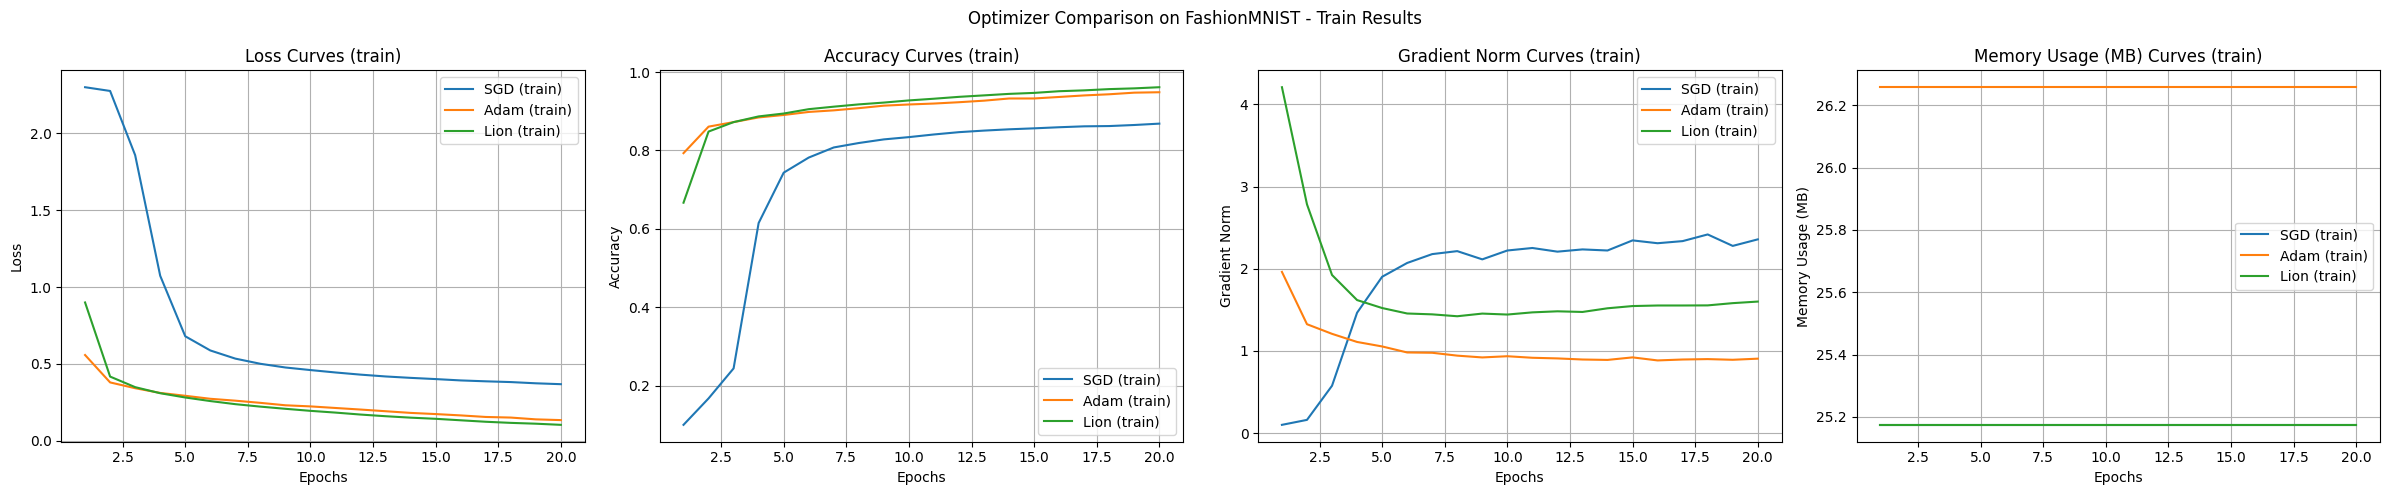 Optimizer Comparison on FashionMNIST - Train Results
Loss Curves (train)
Loss
2.0
1.5
1.0
0.5
0.0
2.5 5.0 7.5 10.0 12.5 15.0 17.5 20.0
Epochs
SGD (train)
Adam (train)
Lion (train)
Accuracy Curves (train)
Accuracy
1.0
0.8
0.6
0.4
0.2
2.5 5.0 7.5 10.0 12.5 15.0 17.5 20.0
Epochs
SGD (train)
Adam (train)
Lion (train)
Gradient Norm Curves (train)
Gradient Norm
4
3
2
1
0
2.5 5.0 7.5 10.0 12.5 15.0 17.5 20.0
Epochs
SGD (train)
Adam (train)
Lion (train)
Memory Usage (MB) Curves (train)
Memory Usage (MB)
26.2
26.0
25.8
25.6
25.4
25.2
2.5 5.0 7.5 10.0 12.5 15.0 17.5 20.0
Epochs
SGD (train)
Adam (train)
Lion (train)